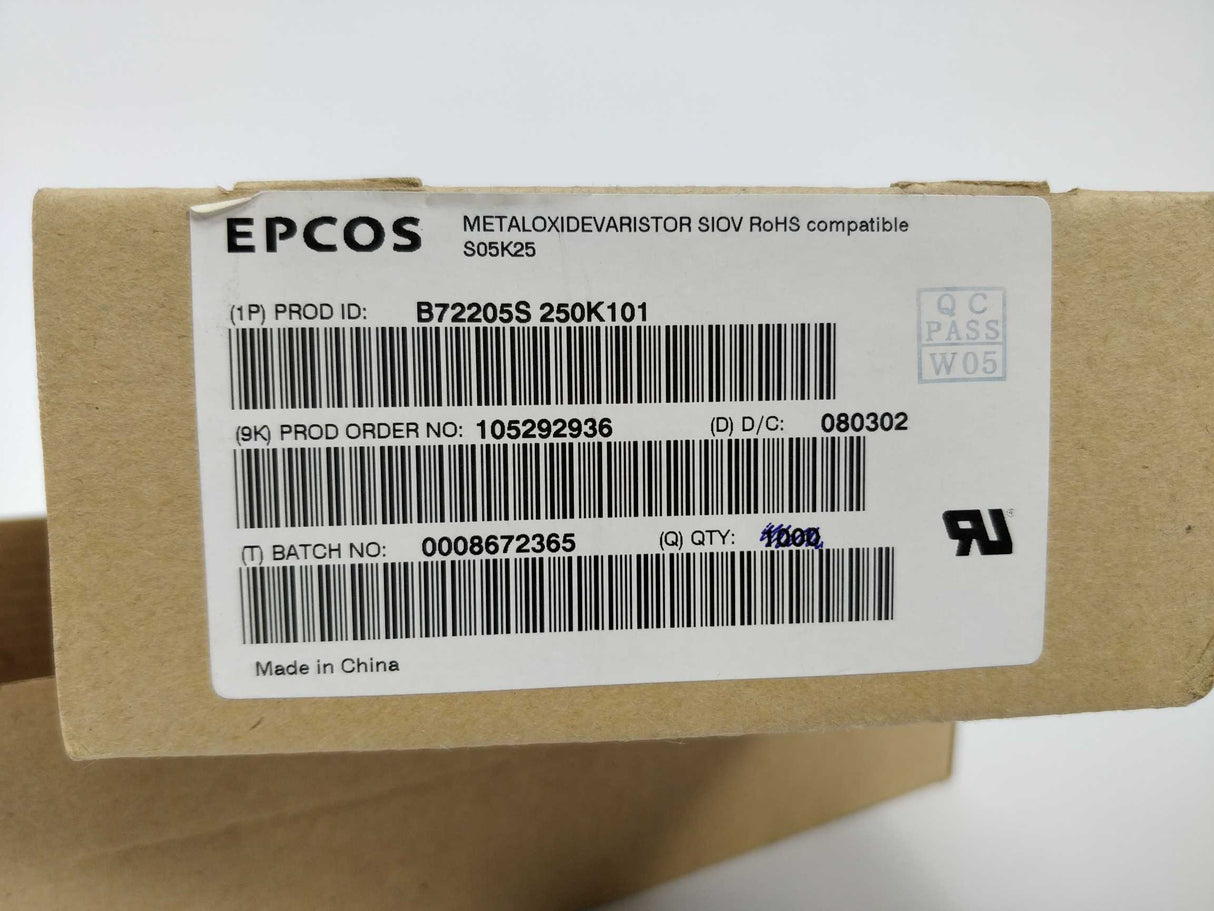 EPCOS
METALOXIDEVARISTOR SIOV RoHS compatible
S05K25
(1P) PROD ID: B72205S 250K101
QC
PASS
W05
(9K) PROD ORDER NO: 105292936 (D) D/C: 080302
(T) BATCH NO: 0008672365 (Q) QTY: 1000
RU ®
Made in China